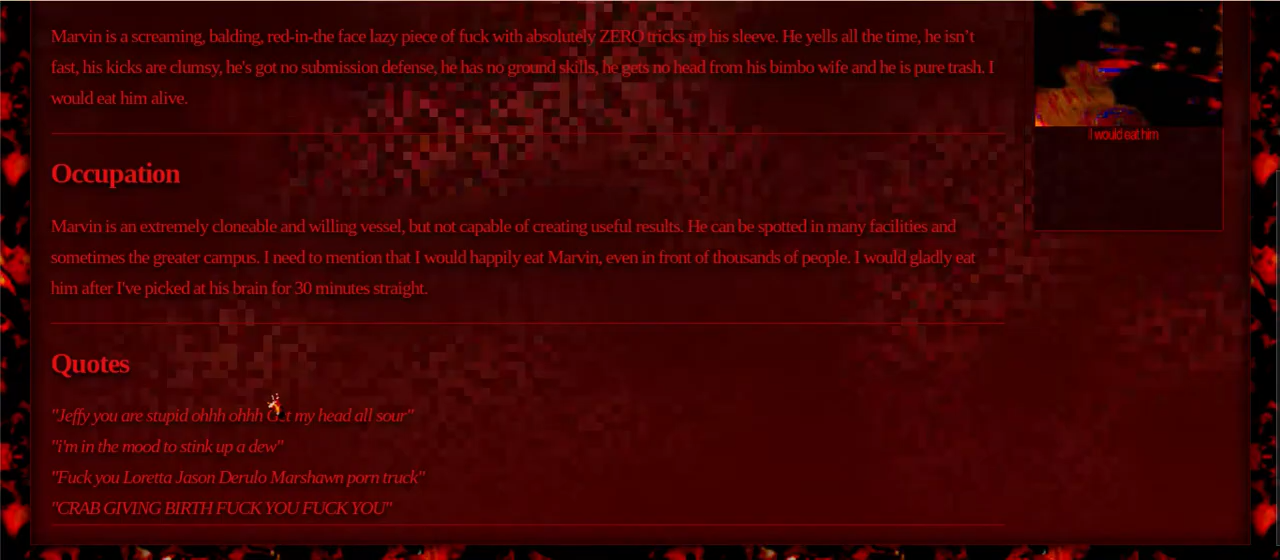 Marvin is a screaming, balding, red-in-the face lazy piece of fuck with absolutely ZERO tricks up his sleeve. He yells all the time, he isn't
fast, his kicks are clumsy, he's got no submission defense, he has no ground skills, he gets no head from his bimbo wife and he is pure trash. I
would eat him alive.
I would eat him
Occupation
Marvin is an extremely cloneable and willing vessel, but not capable of creating useful results. He can be spotted in many facilities and
sometimes the greater campus. I need to mention that I would happily eat Marvin, even in front of thousands of people. I would gladly eat
him after I've picked at his brain for 30 minutes straight.
Quotes
"Jeffy you are stupid ohhh ohhh Get my head all sour"
"i'm in the mood to stink up a dew"
"Fuck you Loretta Jason Derulo Marshawn porn truck"
"CRAB GIVING BIRTH FUCK YOU FUCK YOU"